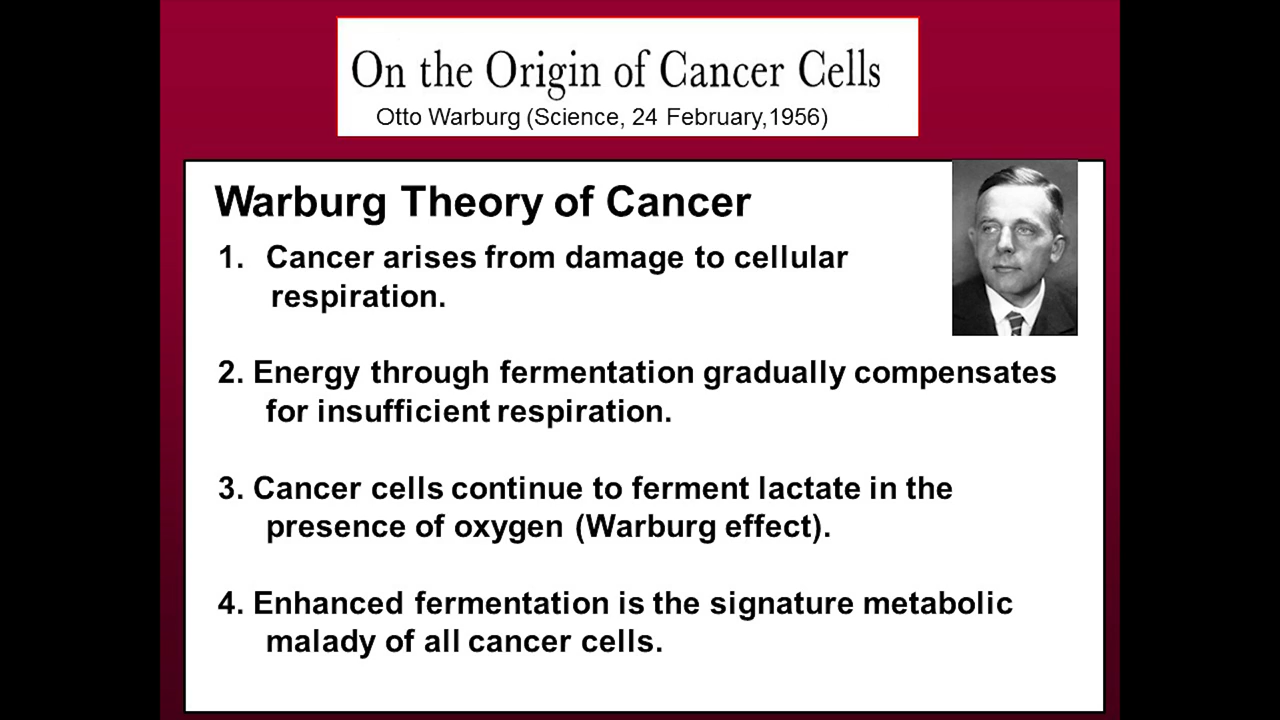 On the Origin of Cancer Cells
Otto Warburg (Science, 24 February,1956)
Warburg Theory of Cancer
1. Cancer arises from damage to cellular
respiration.
2. Energy through fermentation gradually compensates
for insufficient respiration.
3. Cancer cells continue to ferment lactate in the
presence of oxygen (Warburg effect).
4. Enhanced fermentation is the signature metabolic
malady of all cancer cells.